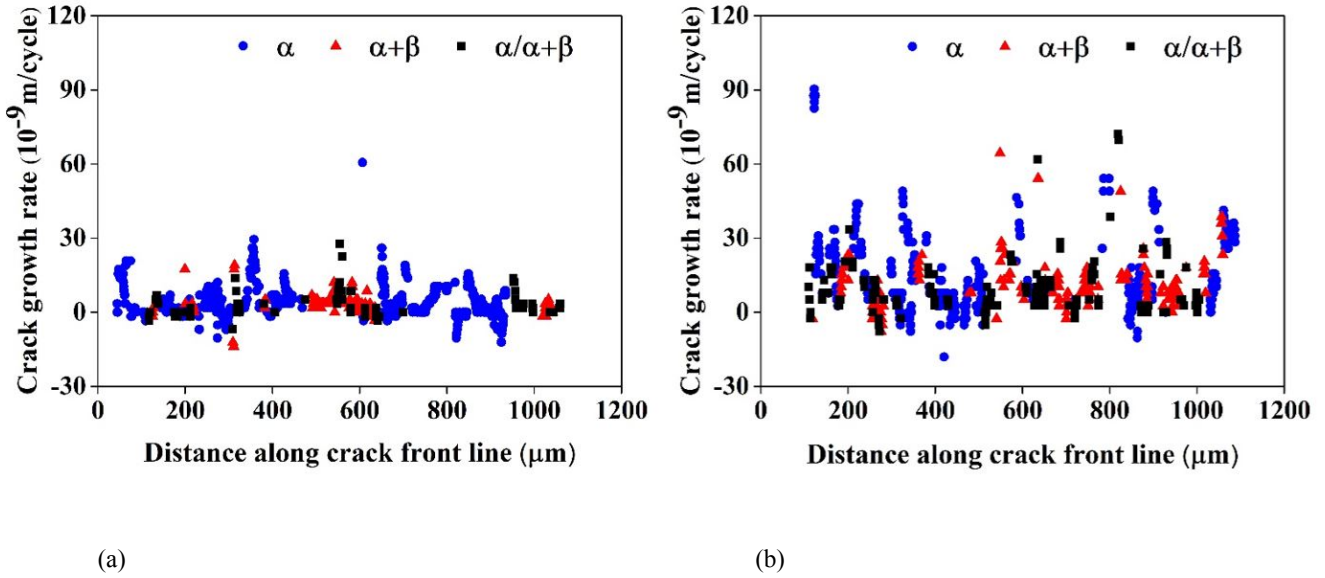 120
90
60
30
0
-30
α α+β α/α+β
Crack growth rate (10⁻⁹ m/cycle)
0 200 400 600 800 1000 1200
Distance along crack front line (μm)
(a)
120
90
60
30
0
-30
α α+β α/α+β
Crack growth rate (10⁻⁹ m/cycle)
0 200 400 600 800 1000 1200
Distance along crack front line (μm)
(b)